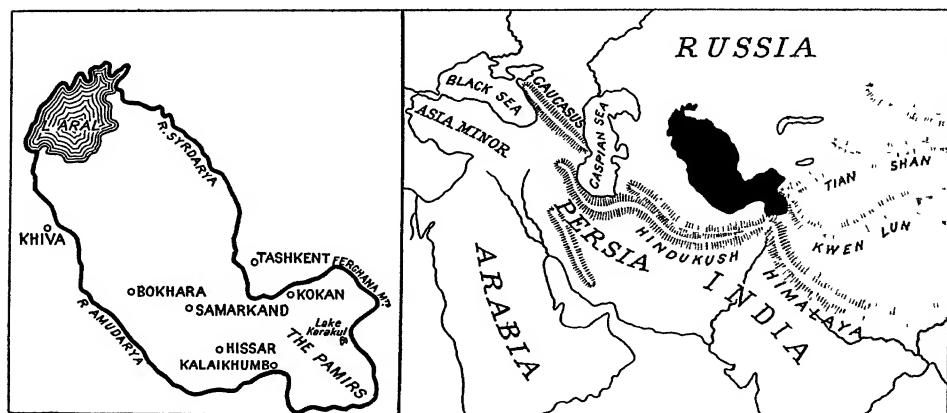 ARAL
R. SYRDARYA
KHIVA
TASHKENT
FERGHANA MTS
BOKHARA
KOKAN
SAMARKAND
R. AMUDARYA
Lake
Karakul
THE PAMIRS
HISSAR
KALAIKHUMB
RUSSIA
BLACK SEA
CAUCASUS
CASPIAN SEA
ASIA MINOR
TIAN SHAN
PERSIA
HINDUKUSH
KWEN LUN
ARABIA
INDIA
HIMALAYA